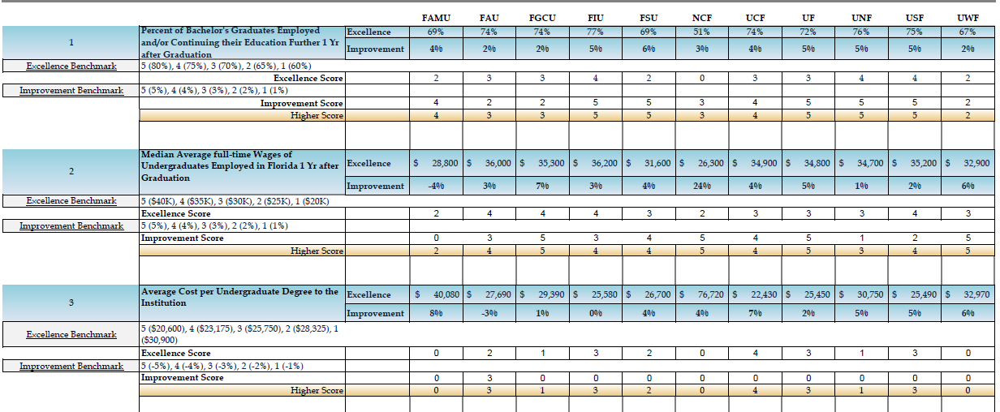 FAMU FAU FGCU FIU FSU NCF UCF UF UNF USF UWF
1 Percent of Bachelor's Graduates Employed and/or Continuing their Education Further 1 Yr after Graduation Excellence 69% 74% 74% 77% 69% 51% 74% 72% 76% 75% 67%
Improvement 4% 2% 2% 5% 6% 3% 4% 5% 5% 5% 2%
Excellence Benchmark 5 (80%), 4 (75%), 3 (70%), 2 (65%), 1 (60%)
Excellence Score 2 3 3 4 2 0 3 3 4 4 2
Improvement Benchmark 5 (5%), 4 (4%), 3 (3%), 2 (2%), 1 (1%)
Improvement Score 4 2 2 5 5 3 4 5 5 5 2
Higher Score 4 3 3 5 5 3 4 5 5 5 2
2 Median Average full-time Wages of Undergraduates Employed in Florida 1 Yr after Graduation Excellence $ 28,800 $ 36,000 $ 35,300 $ 36,200 $ 31,600 $ 26,300 $ 34,900 $ 34,800 $ 34,700 $ 35,200 $ 32,900
Improvement -4% 3% 7% 3% 4% 24% 4% 5% 1% 2% 6%
Excellence Benchmark 5 ($40K), 4 ($35K), 3 ($30K), 2 ($25K), 1 ($20K)
Excellence Score 2 4 4 4 3 2 3 3 3 4 3
Improvement Benchmark 5 (5%), 4 (4%), 3 (3%), 2 (2%), 1 (1%)
Improvement Score 0 3 5 3 4 5 4 5 1 2 5
Higher Score 2 4 5 4 4 5 4 5 3 4 5
3 Average Cost per Undergraduate Degree to the Institution Excellence $ 40,080 $ 27,690 $ 29,390 $ 25,580 $ 26,700 $ 76,720 $ 22,430 $ 25,450 $ 30,750 $ 25,490 $ 32,970
Improvement 8% -3% 1% 0% 4% 4% 7% 2% 5% 5% 6%
Excellence Benchmark 5 ($20,600), 4 ($23,175), 3 ($25,750), 2 ($28,325), 1
($30,900)
Excellence Score 0 2 1 3 2 0 4 3 1 3 0
Improvement Benchmark 5 (-5%), 4 (-4%), 3 (-3%), 2 (-2%), 1 (-1%)
Improvement Score 0 3 0 0 0 0 0 0 0 0 0
Higher Score 0 3 1 3 2 0 4 3 1 3 0